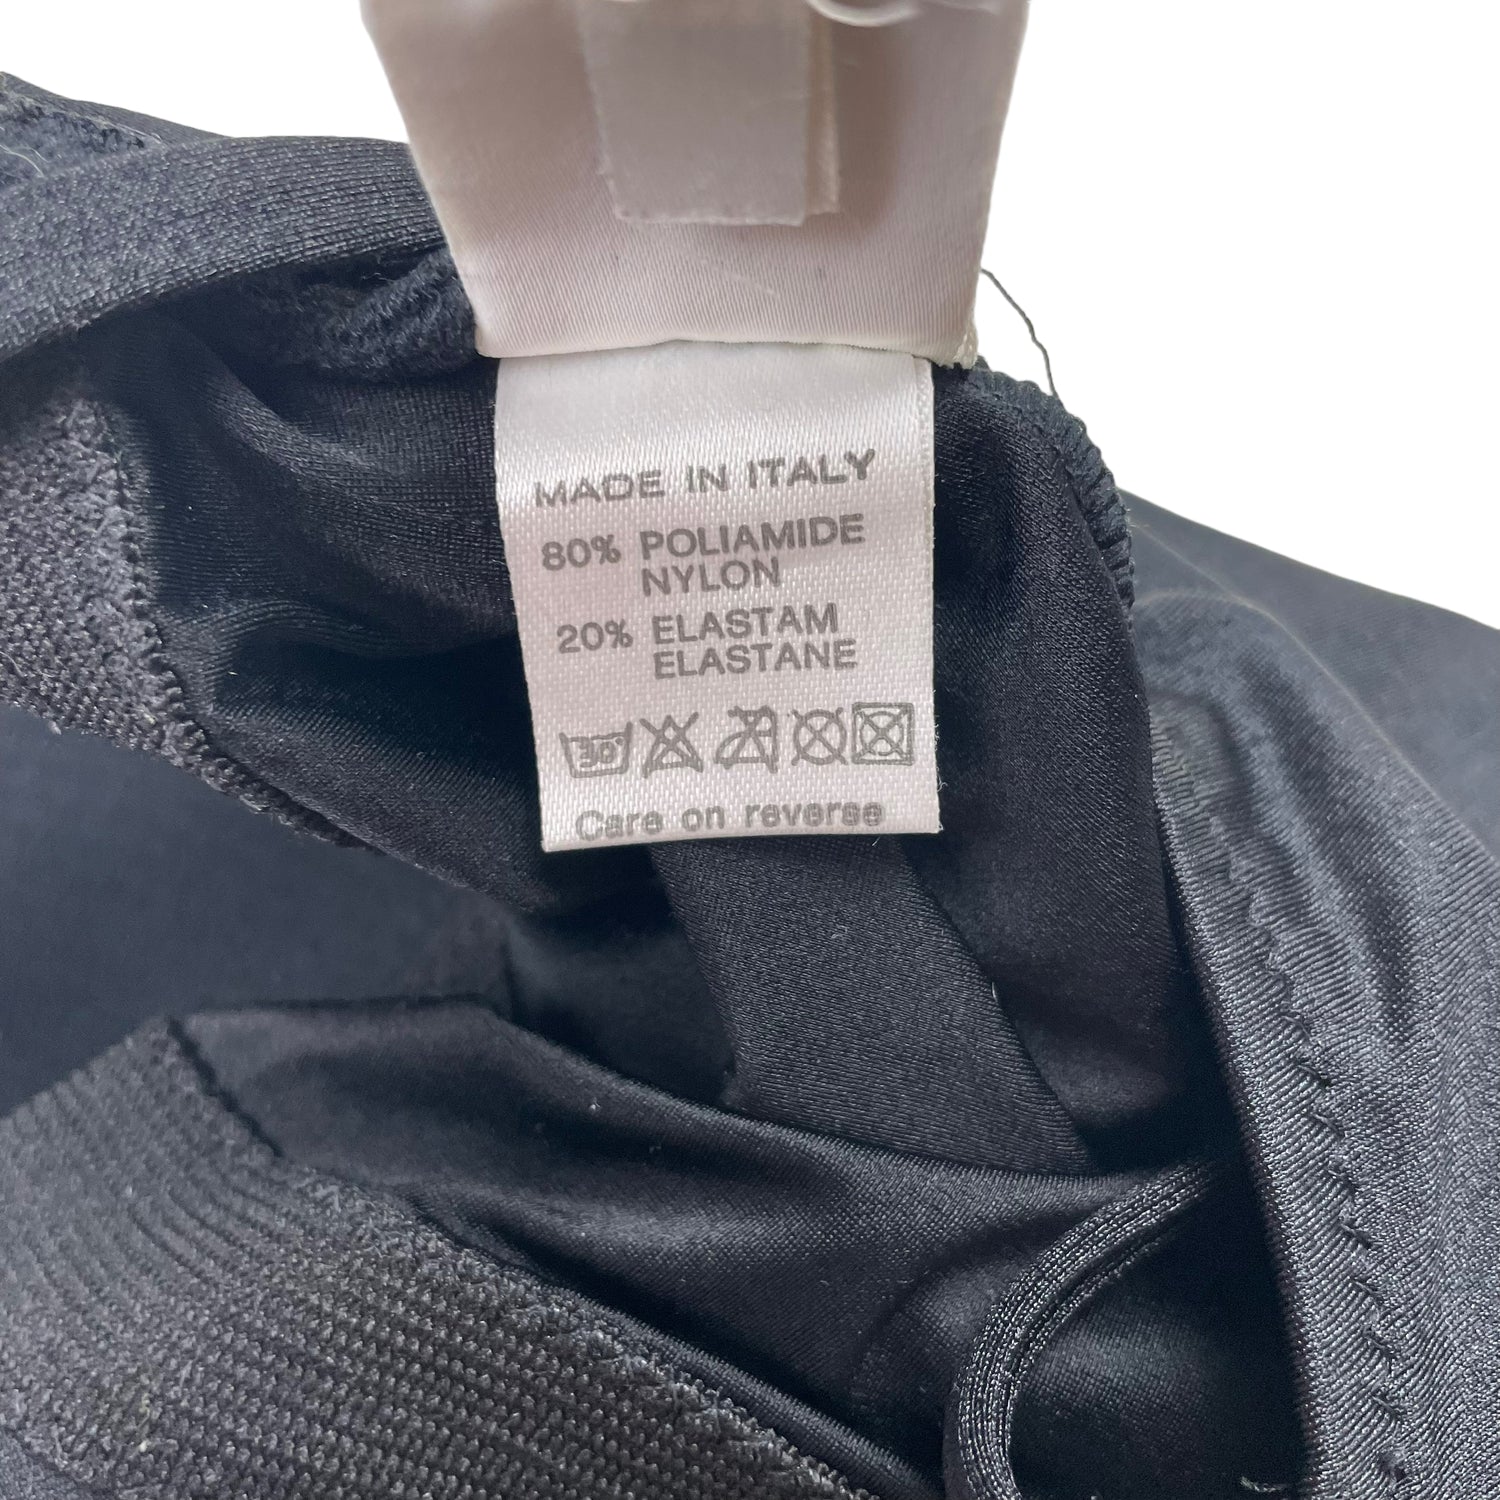 MADE IN ITALY
80% POLIAMIDE
NYLON
20% ELASTAM
ELASTANE
30°
Care on reverse